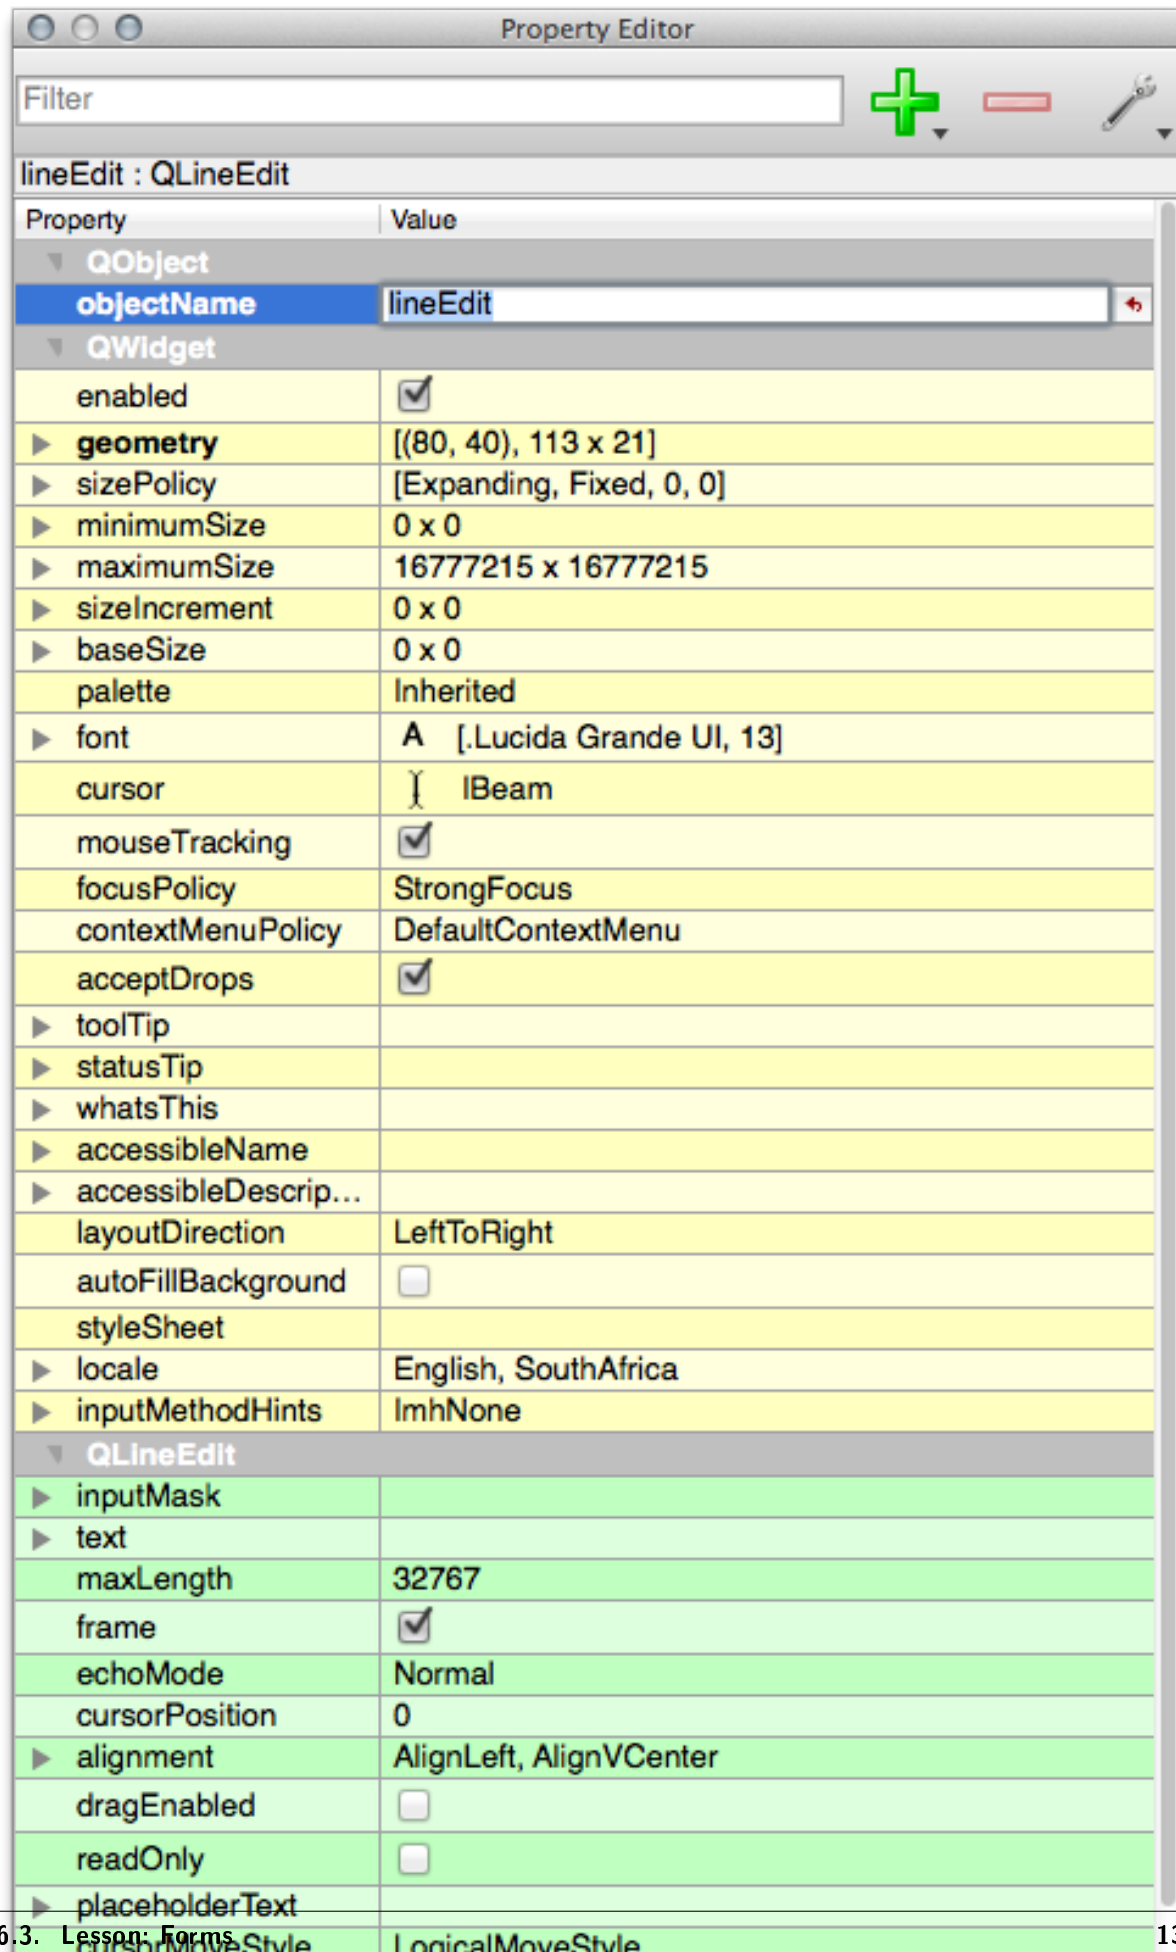 Property Editor
Filter
lineEdit : QLineEdit
Property Value
QObject
objectName lineEdit
QWidget
enabled
geometry [(80, 40), 113 x 21]
sizePolicy [Expanding, Fixed, 0, 0]
minimumSize 0 x 0
maximumSize 16777215 x 16777215
sizeIncrement 0 x 0
baseSize 0 x 0
palette Inherited
font A [.Lucida Grande UI, 13]
cursor IBeam
mouseTracking
focusPolicy StrongFocus
contextMenuPolicy DefaultContextMenu
acceptDrops
toolTip
statusTip
whatsThis
accessibleName
accessibleDescrip...
layoutDirection LeftToRight
autoFillBackground
styleSheet
locale English, SouthAfrica
inputMethodHints ImhNone
QLineEdit
inputMask
text
maxLength 32767
frame
echoMode Normal
cursorPosition 0
alignment AlignLeft, AlignVCenter
dragEnabled
readOnly
placeholderText
6.3. Lesson: Forms 13
cursorMoveStyle LogicalMoveStyle